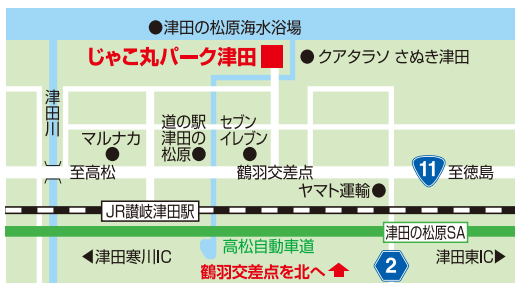 ●津田の松原海水浴場
じゃこ丸パーク津田
●クアタラソ さぬき津田
津田川
マルナカ
道の駅
津田の
松原●
セブン
イレブン
至高松
鶴羽交差点
11
至徳島
ヤマト運輸●
JR讃岐津田駅
津田の松原SA
高松自動車道
◀津田寒川IC
鶴羽交差点を北へ
2
津田東IC▶